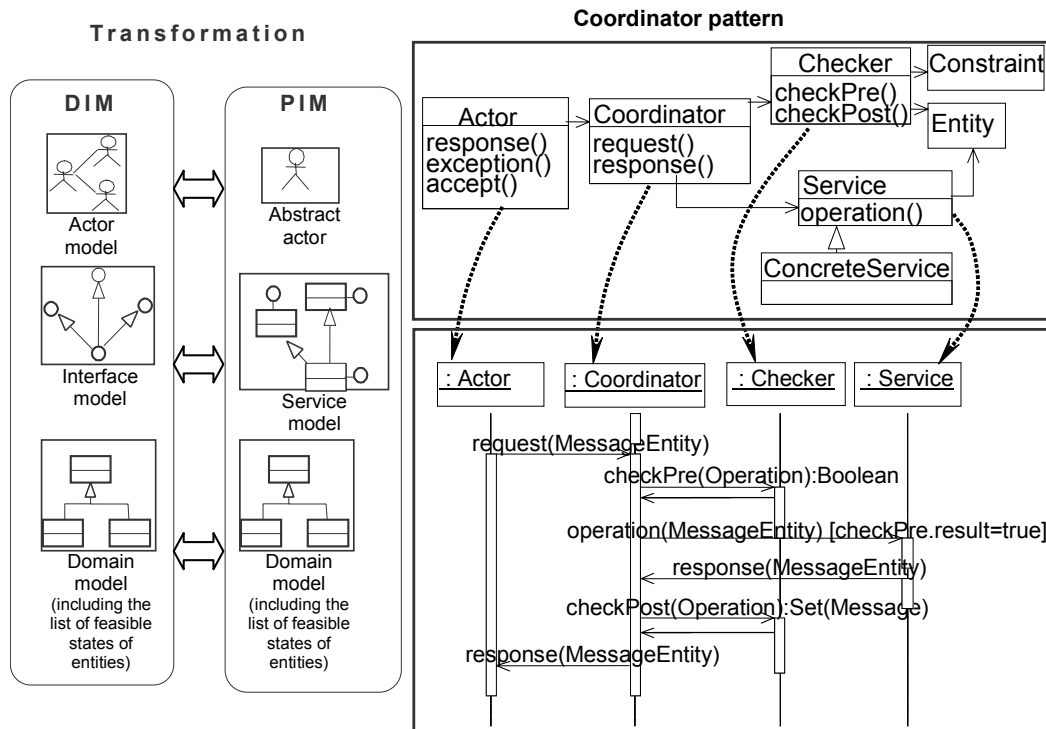 Transformation
DIM
Actor
model
Interface
model
Domain
model
(including the
list of feasible
states of
entities)
PIM
Abstract
actor
Service
model
Domain
model
(including the
list of feasible
states of
entities)
Coordinator pattern
Actor
response()
exception()
accept()
Coordinator
request()
response()
Checker
checkPre()
checkPost()
Constraint
Entity
Service
operation()
ConcreteService
: Actor
: Coordinator
: Checker
: Service
request(MessageEntity)
checkPre(Operation):Boolean
operation(MessageEntity) [checkPre.result=true]
response(MessageEntity)
checkPost(Operation):Set(Message)
response(MessageEntity)